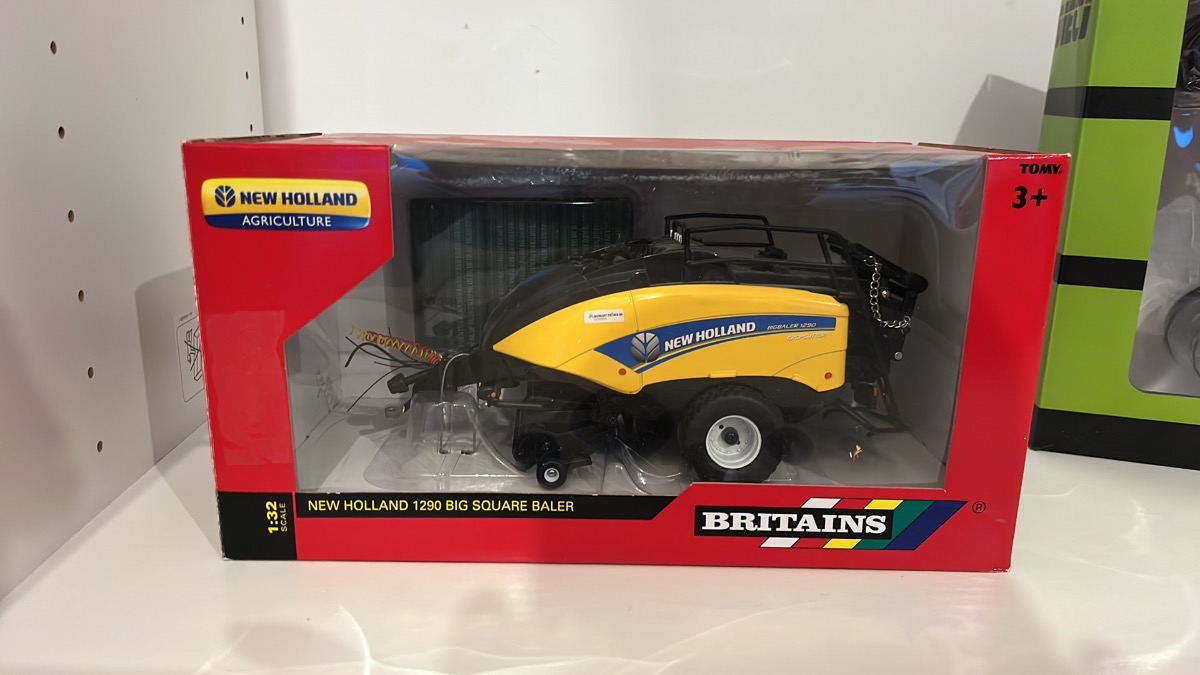 NEW HOLLAND
AGRICULTURE
TOMY
3+
NEW HOLLAND
BIGBALER 1290
1:32
SCALE
NEW HOLLAND 1290 BIG SQUARE BALER
BRITAINS
®